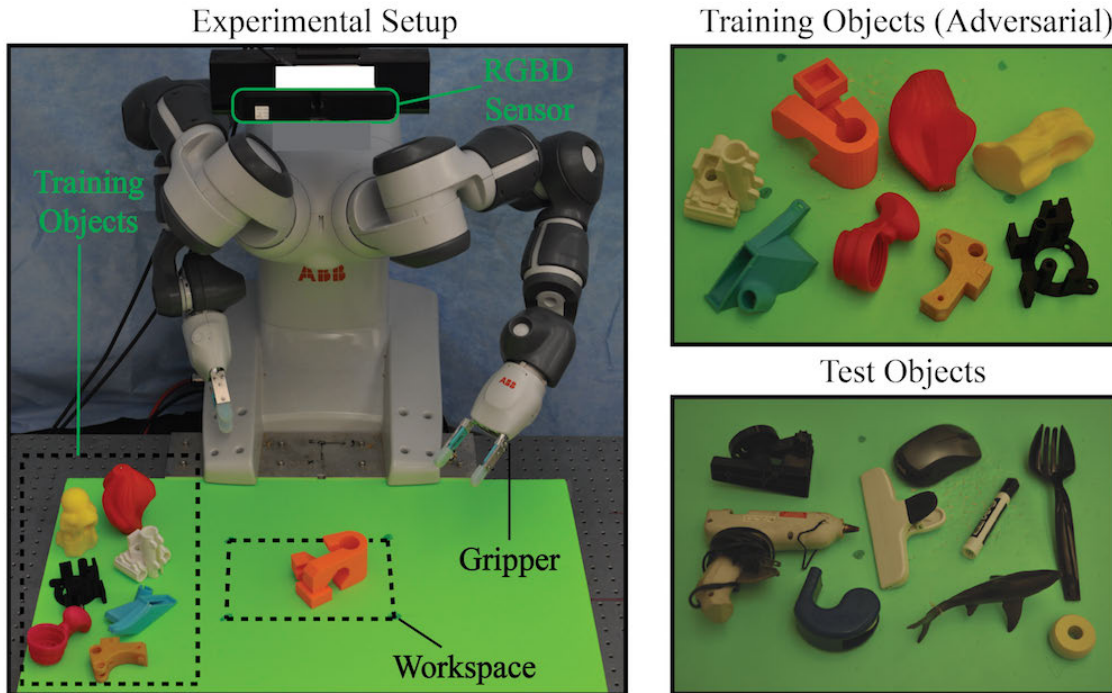 Experimental Setup
RGBD
Sensor
Training
Objects
ABB
ABB
Gripper
Workspace
Training Objects (Adversarial)
Test Objects